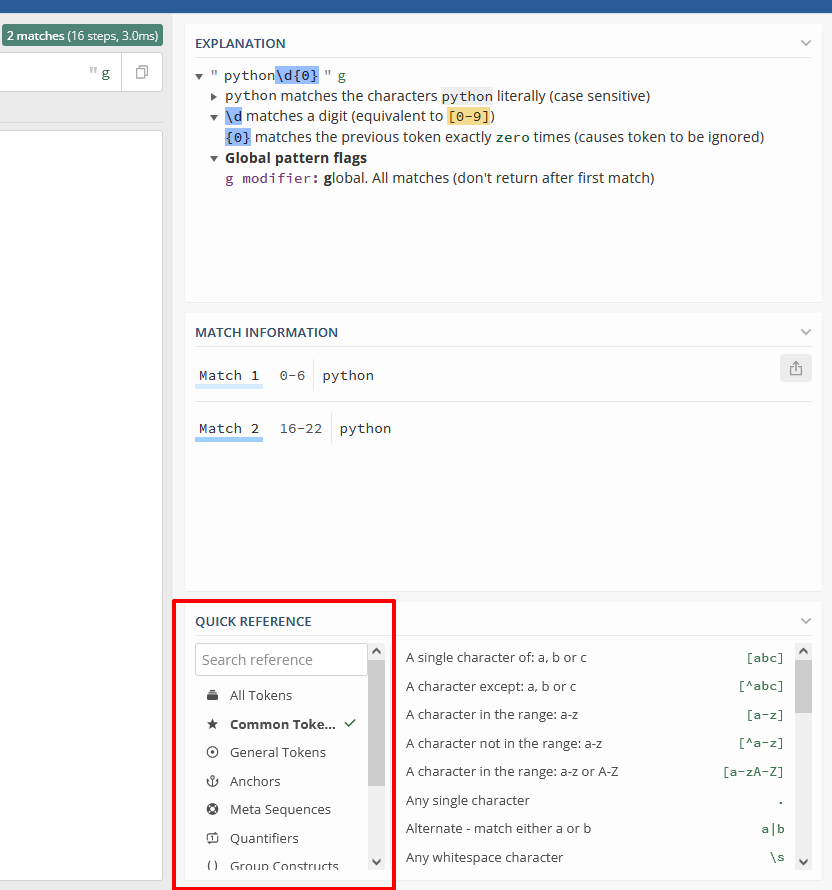 2 matches (16 steps, 3.0ms)
" g
EXPLANATION
" python\d{0} " g
python matches the characters python literally (case sensitive)
\d matches a digit (equivalent to [0-9])
{0} matches the previous token exactly zero times (causes token to be ignored)
Global pattern flags
g modifier: global. All matches (don't return after first match)
MATCH INFORMATION
Match 1 0-6 python
Match 2 16-22 python
QUICK REFERENCE
Search reference
All Tokens
Common Toke...
General Tokens
Anchors
Meta Sequences
Quantifiers
Group Constructs
A single character of: a, b or c [abc]
A character except: a, b or c [^abc]
A character in the range: a-z [a-z]
A character not in the range: a-z [^a-z]
A character in the range: a-z or A-Z [a-zA-Z]
Any single character .
Alternate - match either a or b a|b
Any whitespace character \s